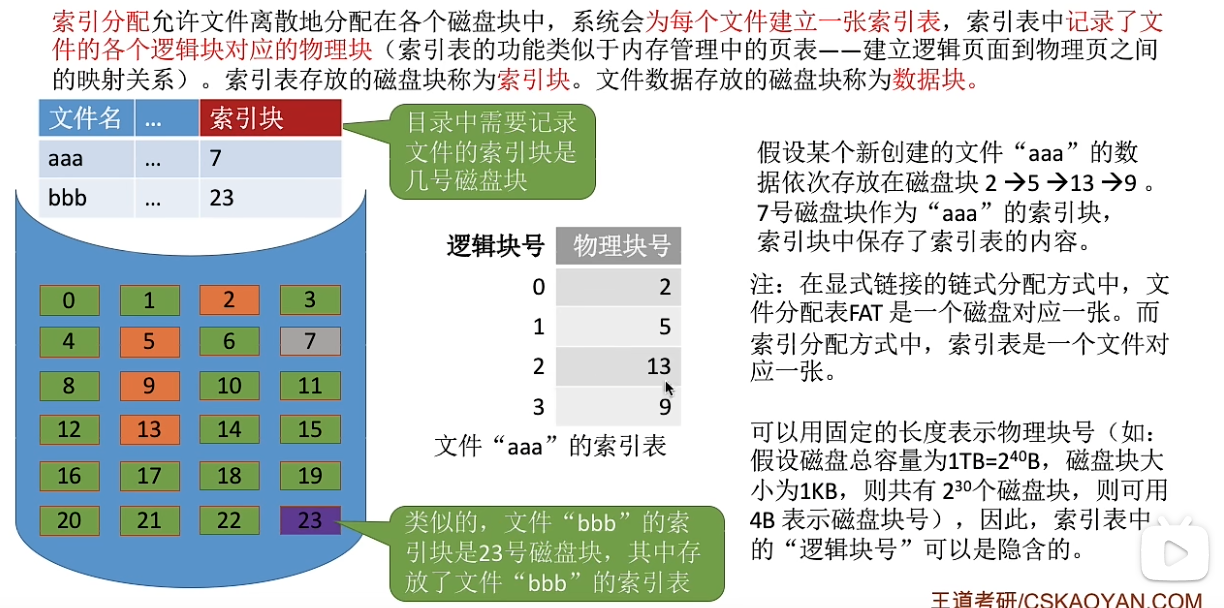 索引分配允许文件离散地分配在各个磁盘块中，系统会为每个文件建立一张索引表，索引表中记录了文
件的各个逻辑块对应的物理块（索引表的功能类似于内存管理中的页表——建立逻辑页面到物理页之间
的映射关系）。索引表存放的磁盘块称为索引块。文件数据存放的磁盘块称为数据块。
文件名 ... 索引块
aaa ... 7
bbb ... 23
目录中需要记录
文件的索引块是
几号磁盘块
0 1 2 3
4 5 6 7
8 9 10 11
12 13 14 15
16 17 18 19
20 21 22 23
逻辑块号 物理块号
0 2
1 5
2 13
3 9
文件“aaa”的索引表
类似的，文件“bbb”的索
引块是23号磁盘块，其中存
放了文件“bbb”的索引表
假设某个新创建的文件“aaa”的数
据依次存放在磁盘块 2→5→13→9 。
7号磁盘块作为“aaa”的索引块，
索引块中保存了索引表的内容。
注：在显式链接的链式分配方式中，文
件分配表FAT 是一个磁盘对应一张。而
索引分配方式中，索引表是一个文件对
应一张。
可以用固定的长度表示物理块号（如：
假设磁盘总容量为1TB=2⁴⁰B，磁盘块大
小为1KB，则共有 2³⁰个磁盘块，则可用
4B 表示磁盘块号），因此，索引表中
的“逻辑块号”可以是隐含的。
王道考研/CSKAOYAN.COM